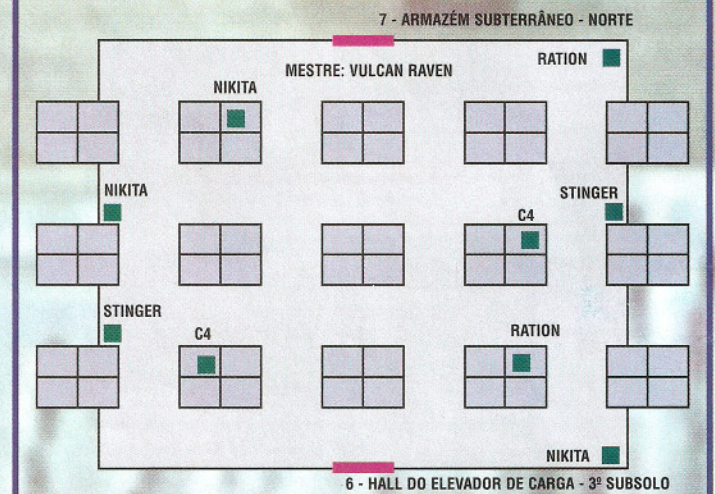 7 - ARMAZÉM SUBTERRÂNEO - NORTE
RATION
MESTRE: VULCAN RAVEN
NIKITA
NIKITA
STINGER
C4
STINGER
C4
RATION
NIKITA
6 - HALL DO ELEVADOR DE CARGA - 3º SUBSOLO